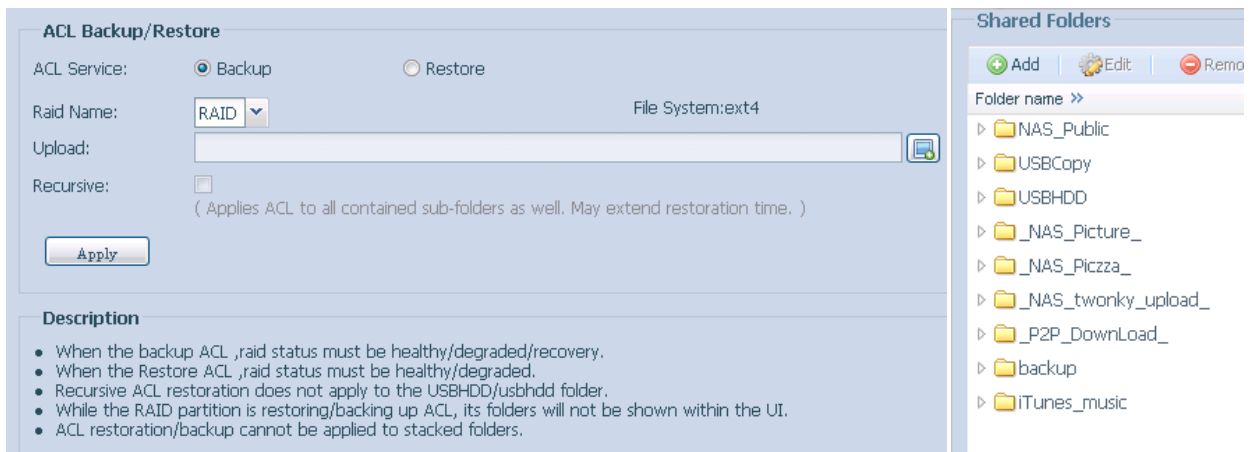 ACL Backup/Restore
ACL Service: Backup Restore
Raid Name: RAID File System:ext4
Upload:
Recursive:
( Applies ACL to all contained sub-folders as well. May extend restoration time. )
Apply
Description
• When the backup ACL ,raid status must be healthy/degraded/recovery.
• When the Restore ACL ,raid status must be healthy/degraded.
• Recursive ACL restoration does not apply to the USBHDD/usbhdd folder.
• While the RAID partition is restoring/backing up ACL, its folders will not be shown within the UI.
• ACL restoration/backup cannot be applied to stacked folders.
Shared Folders
Add Edit Remo
Folder name »
NAS_Public
USBCopy
USBHDD
_NAS_Picture_
_NAS_Piczza_
_NAS_twonky_upload_
_P2P_DownLoad_
backup
iTunes_music